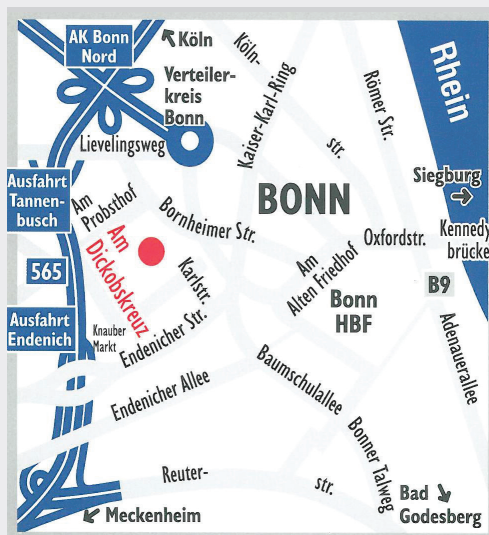 AK Bonn
Nord
Köln
Verteiler-
kreis
Bonn
Lievelingsweg
Köln-
str.
Kaiser-Karl-Ring
Römer Str.
Rhein
Siegburg
Kennedy
brücke
Ausfahrt
Tannen-
busch
Am
Probsthof
Bornheimer Str.
BONN
Oxfordstr.
Am
Dickobskreuz
Karlstr.
Am
Alten Friedhof
Bonn
HBF
B9
565
Ausfahrt
Endenich
Knauber
Markt
Endenicher Str.
Adenauerallee
Endenicher Allee
Baumschulallee
Bonner Talweg
Reuter-
str.
Bad
Godesberg
Meckenheim